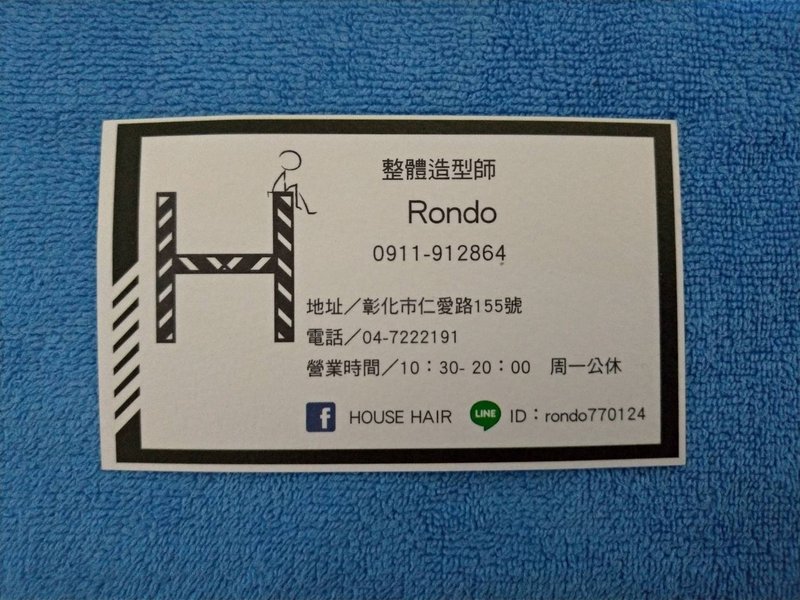 整體造型師
Rondo
0911-912864
地址／彰化市仁愛路155號
電話／04-7222191
營業時間／10：30- 20：00　周一公休
f HOUSE HAIR LINE ID：rondo770124